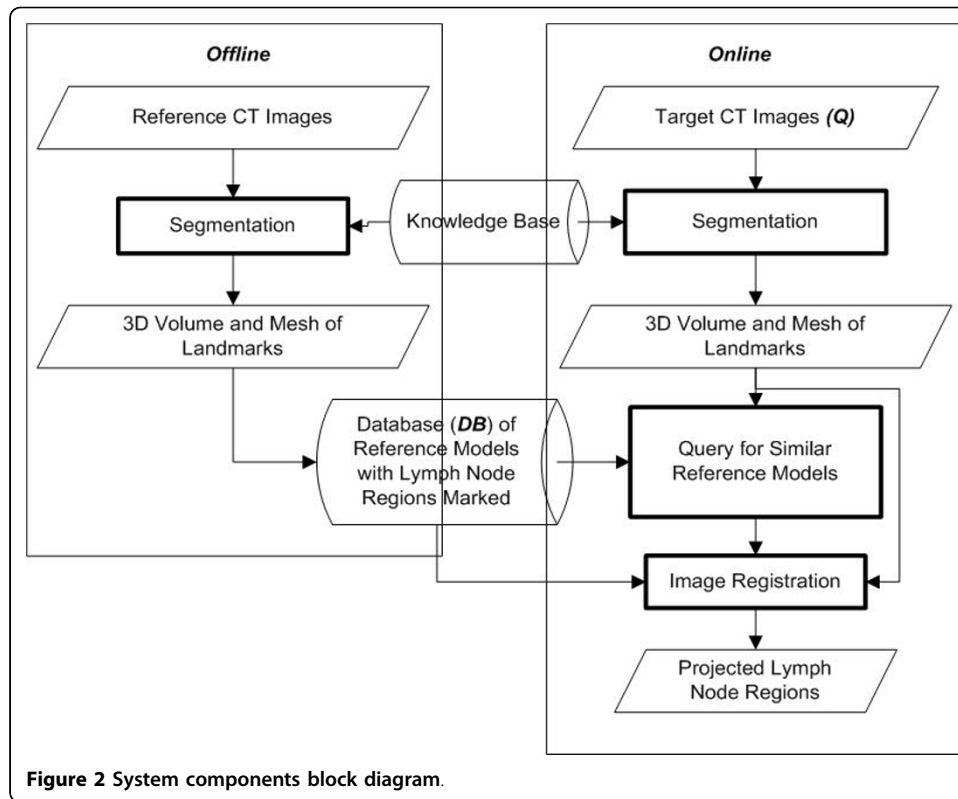 Offline
Reference CT Images
Segmentation
3D Volume and Mesh of
Landmarks
Knowledge Base
Database (DB) of
Reference Models
with Lymph Node
Regions Marked
Online
Target CT Images (Q)
Segmentation
3D Volume and Mesh of
Landmarks
Query for Similar
Reference Models
Image Registration
Projected Lymph
Node Regions
Figure 2 System components block diagram.